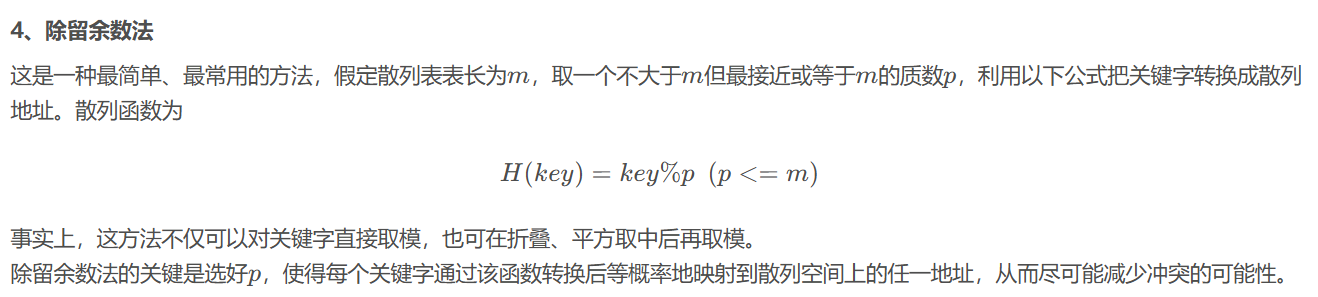 4、除留余数法
这是一种最简单、最常用的方法，假定散列表表长为m，取一个不大于m但最接近或等于m的质数p，利用以下公式把关键字转换成散列
地址。散列函数为
H(key) = key%p (p <= m)
事实上，这方法不仅可以对关键字直接取模，也可在折叠、平方取中后再取模。
除留余数法的关键是选好p，使得每个关键字通过该函数转换后等概率地映射到散列空间上的任一地址，从而尽可能减少冲突的可能性。